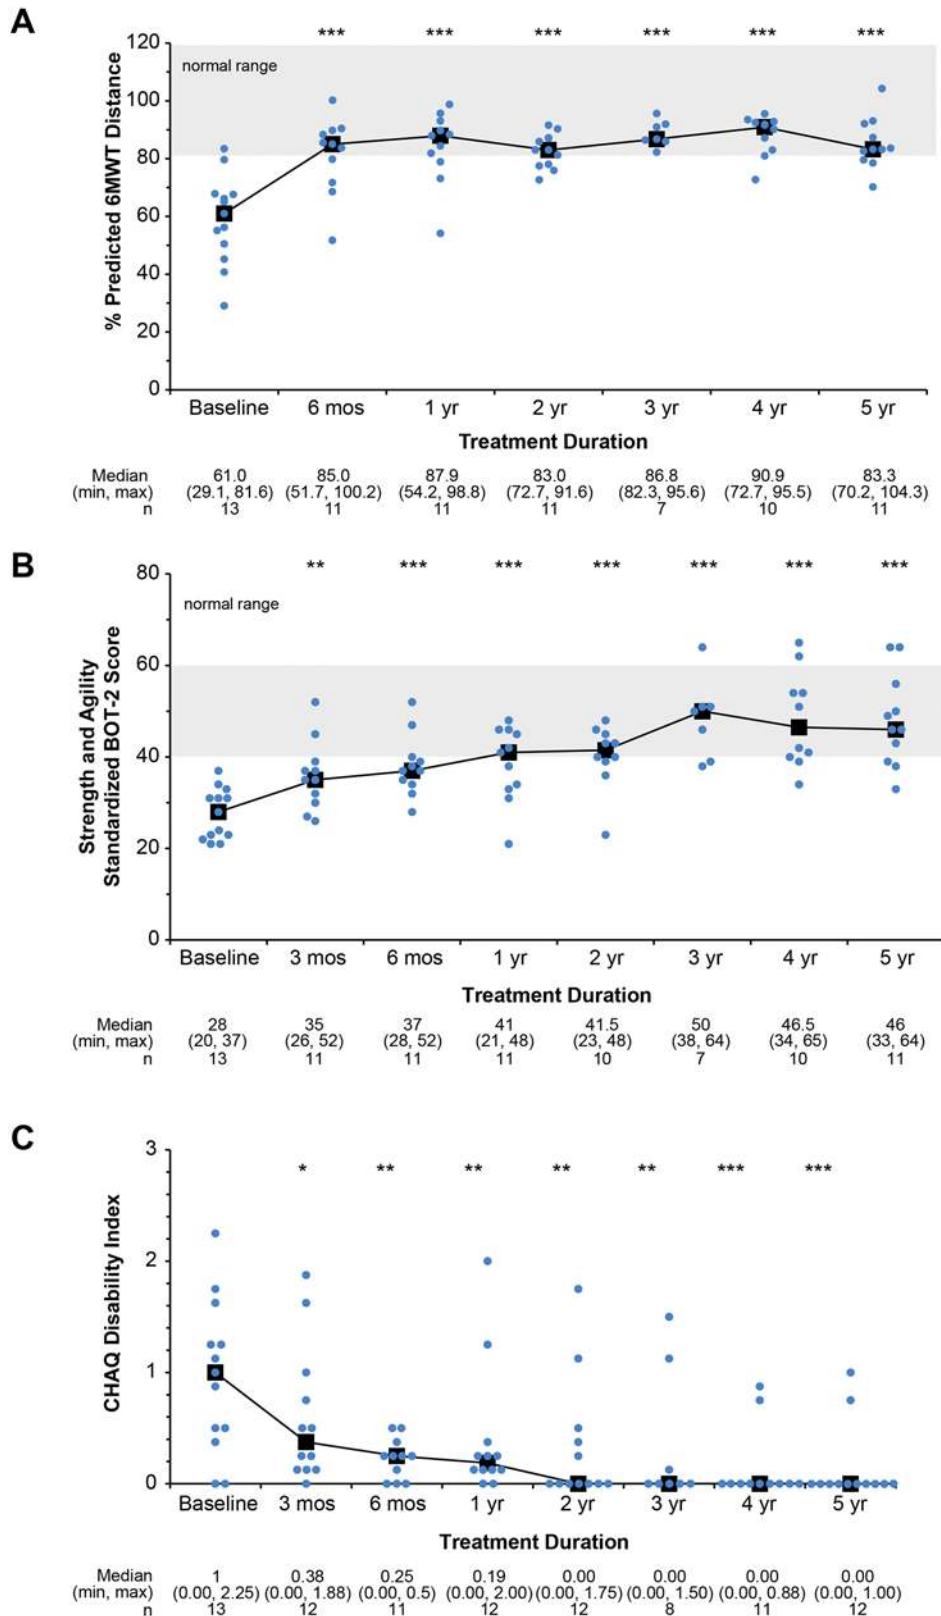 A
*** *** *** *** *** ***
120
normal range
100
80
60
40
20
0
% Predicted 6MWT Distance
Baseline 6 mos 1 yr 2 yr 3 yr 4 yr 5 yr
Treatment Duration
Median 61.0 85.0 87.9 83.0 86.8 90.9 83.3
(min, max) (29.1, 81.6) (51.7, 100.2) (54.2, 98.8) (72.7, 91.6) (82.3, 95.6) (72.7, 95.5) (70.2, 104.3)
n 13 11 11 11 7 10 11
B
** *** *** *** *** *** ***
80
normal range
60
40
20
0
Strength and Agility
Standardized BOT-2 Score
Baseline 3 mos 6 mos 1 yr 2 yr 3 yr 4 yr 5 yr
Treatment Duration
Median 28 35 37 41 41.5 50 46.5 46
(min, max) (20, 37) (26, 52) (28, 52) (21, 48) (23, 48) (38, 64) (34, 65) (33, 64)
n 13 11 11 11 10 7 10 11
C
3
* ** ** ** ** *** ***
2
1
0
CHAQ Disability Index
Baseline 3 mos 6 mos 1 yr 2 yr 3 yr 4 yr 5 yr
Treatment Duration
Median 1 0.38 0.25 0.19 0.00 0.00 0.00 0.00
(min, max) (0.00, 2.25) (0.00, 1.88) (0.00, 0.5) (0.00, 2.00) (0.00, 1.75) (0.00, 1.50) (0.00, 0.88) (0.00, 1.00)
n 13 12 11 12 12 8 11 12